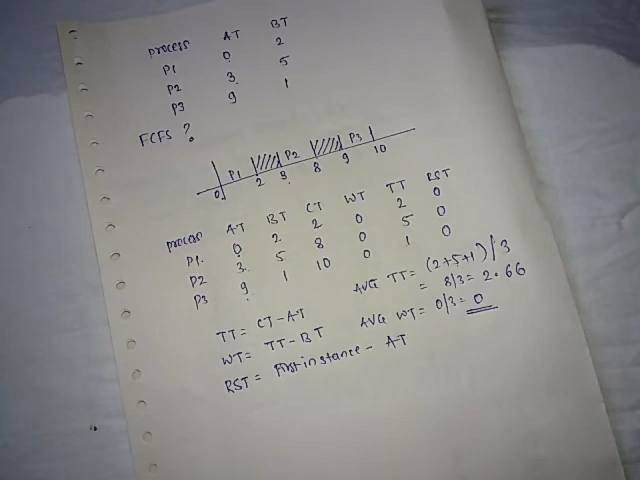 process AT BT
P1 0 2
P2 3 5
P3 9 1
FCFS ?
P1 P2 P3
0 2 3 8 9 10
process AT BT CT WT TT RST
P1 0 2 2 0 2 0
P2 3 5 8 0 5 0
P3 9 1 10 0 1 0
TT = CT-AT AVG TT = (2+5+1)/3
= 8/3 = 2.66
WT = TT-BT AVG WT = 0/3 = 0
RST = First instance - AT